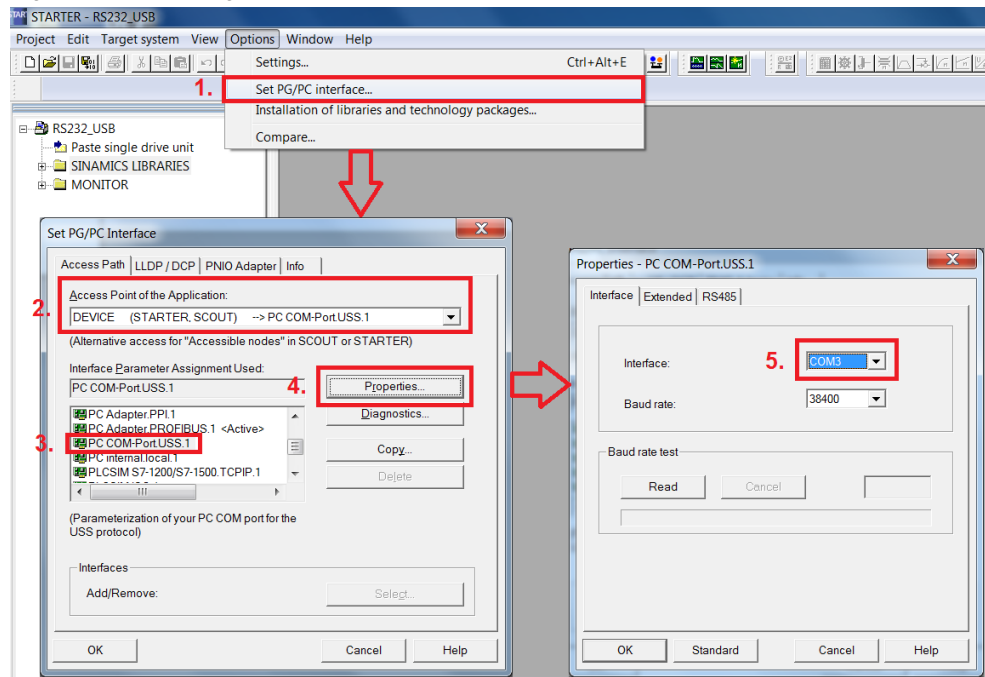 STARTER - RS232_USB
Project Edit Target system View Options Window Help
Settings... Ctrl+Alt+E
1.
Set PG/PC interface...
Installation of libraries and technology packages...
Compare...
RS232_USB
Paste single drive unit
SINAMICS LIBRARIES
MONITOR
Set PG/PC Interface
Access Path LLDP / DCP PNIO Adapter Info
2.
Access Point of the Application:
DEVICE (STARTER, SCOUT) --> PC COM-Port.USS.1
(Alternative access for "Accessible nodes" in SCOUT or STARTER)
Interface Parameter Assignment Used:
PC COM-Port.USS.1
4.
Properties...
PC Adapter.PPI.1
PC Adapter.PROFIBUS.1 <Active>
3.
PC COM-Port.USS.1
PC internal.local.1
PLCSIM S7-1200/S7-1500.TCPIP.1
Diagnostics...
Copy...
Delete
(Parameterization of your PC COM port for the
USS protocol)
Interfaces
Add/Remove:
Select...
OK Cancel Help
Properties - PC COM-Port.USS.1
Interface Extended RS485
Interface:
5.
COM3
Baud rate:
38400
Baud rate test
Read Cancel
OK Standard Cancel Help